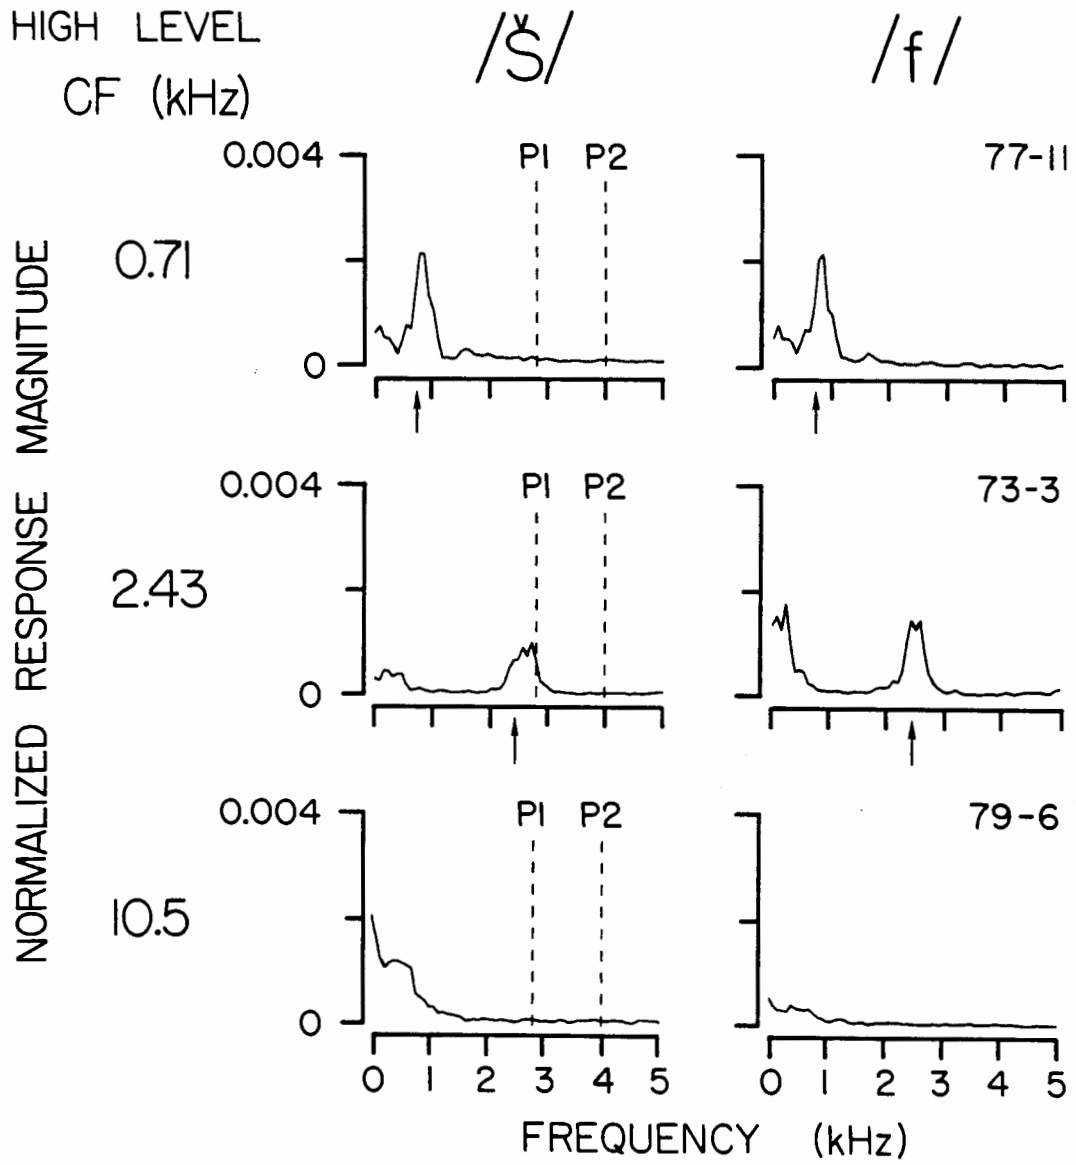 HIGH LEVEL
CF (kHz)
/Š/
/f/
0.004
P1 P2
77-11
0.71
0
0.004
P1 P2
73-3
2.43
0
0.004
P1 P2
79-6
10.5
0
0 1 2 3 4 5
0 1 2 3 4 5
FREQUENCY (kHz)
NORMALIZED RESPONSE MAGNITUDE